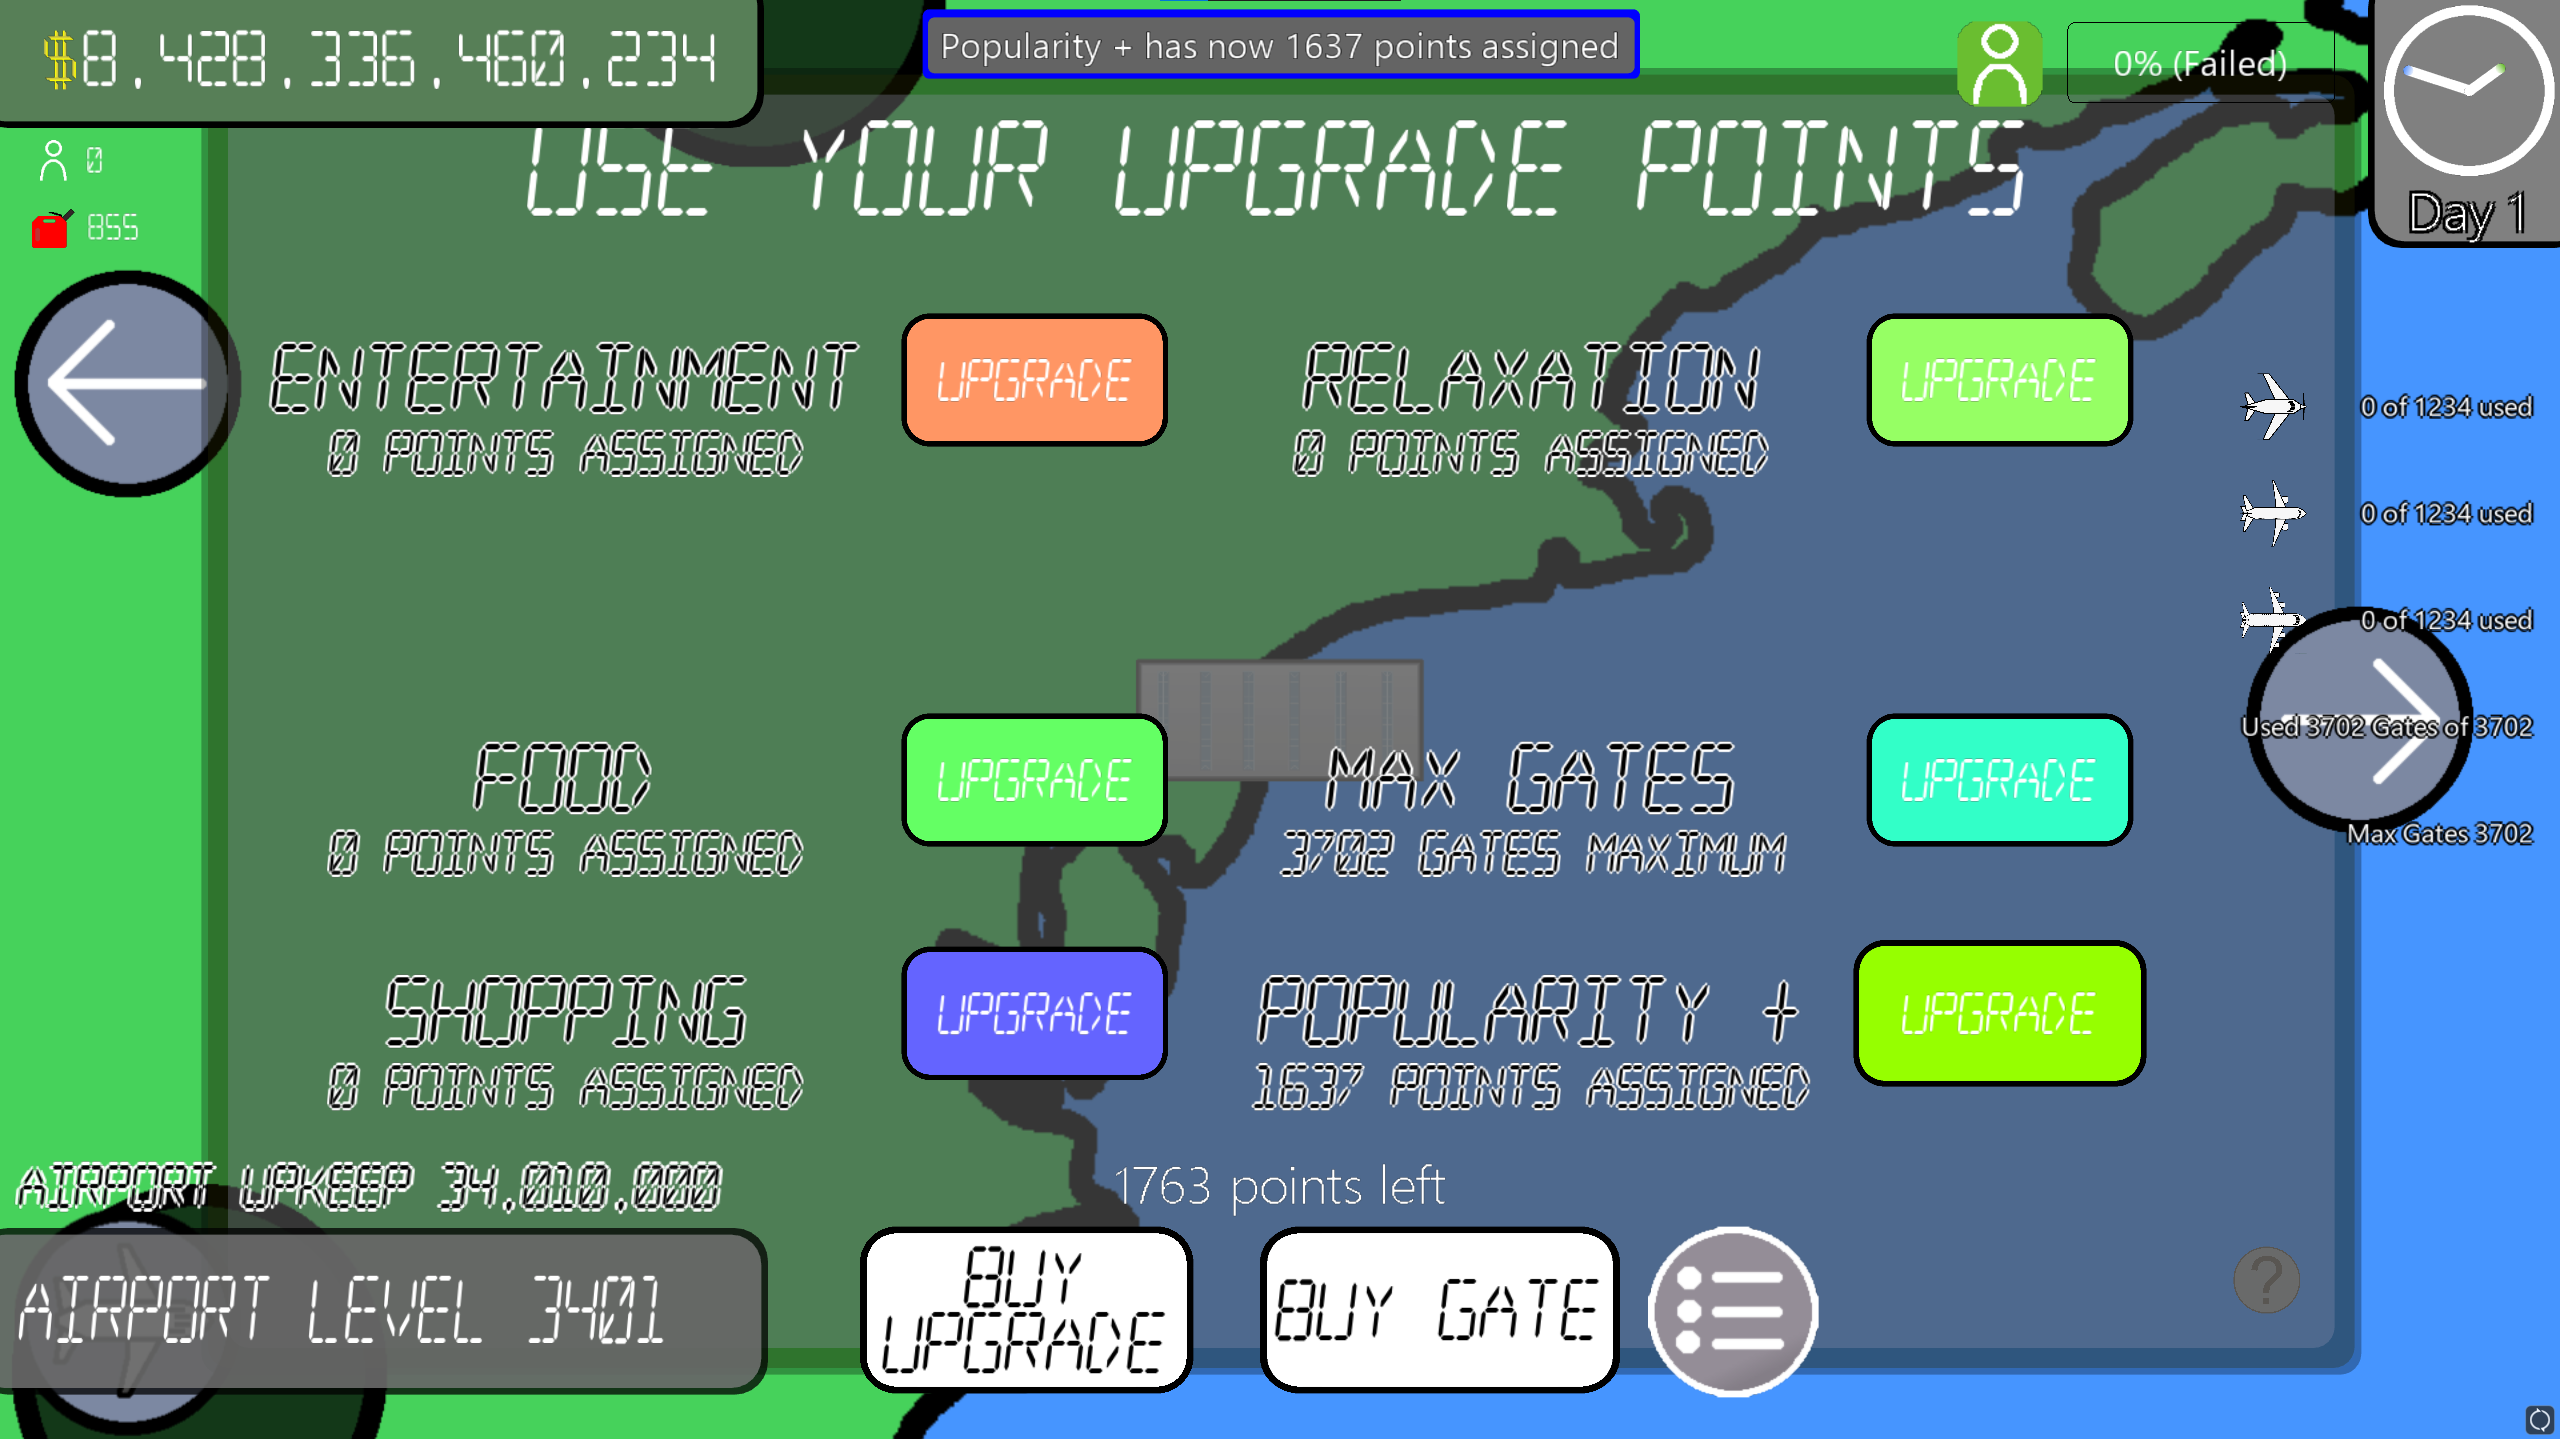 $8.428.336.460.234
Popularity + has now 1637 points assigned
0% (Failed)
Day 1
0
855
USE YOUR UPGRADE POINTS
ENTERTAINMENT
0 POINTS ASSIGNED
UPGRADE
RELAXATION
0 POINTS ASSIGNED
UPGRADE
0 of 1234 used
0 of 1234 used
0 of 1234 used
Used 3702 Gates of 3702
Max Gates 3702
FOOD
0 POINTS ASSIGNED
UPGRADE
MAX GATES
3702 GATES MAXIMUM
UPGRADE
SHOPPING
0 POINTS ASSIGNED
UPGRADE
POPULARITY +
1637 POINTS ASSIGNED
UPGRADE
AIRPORT UPKEEP 34.010.000
1763 points left
AIRPORT LEVEL 3401
BUY
UPGRADE
BUY GATE
?